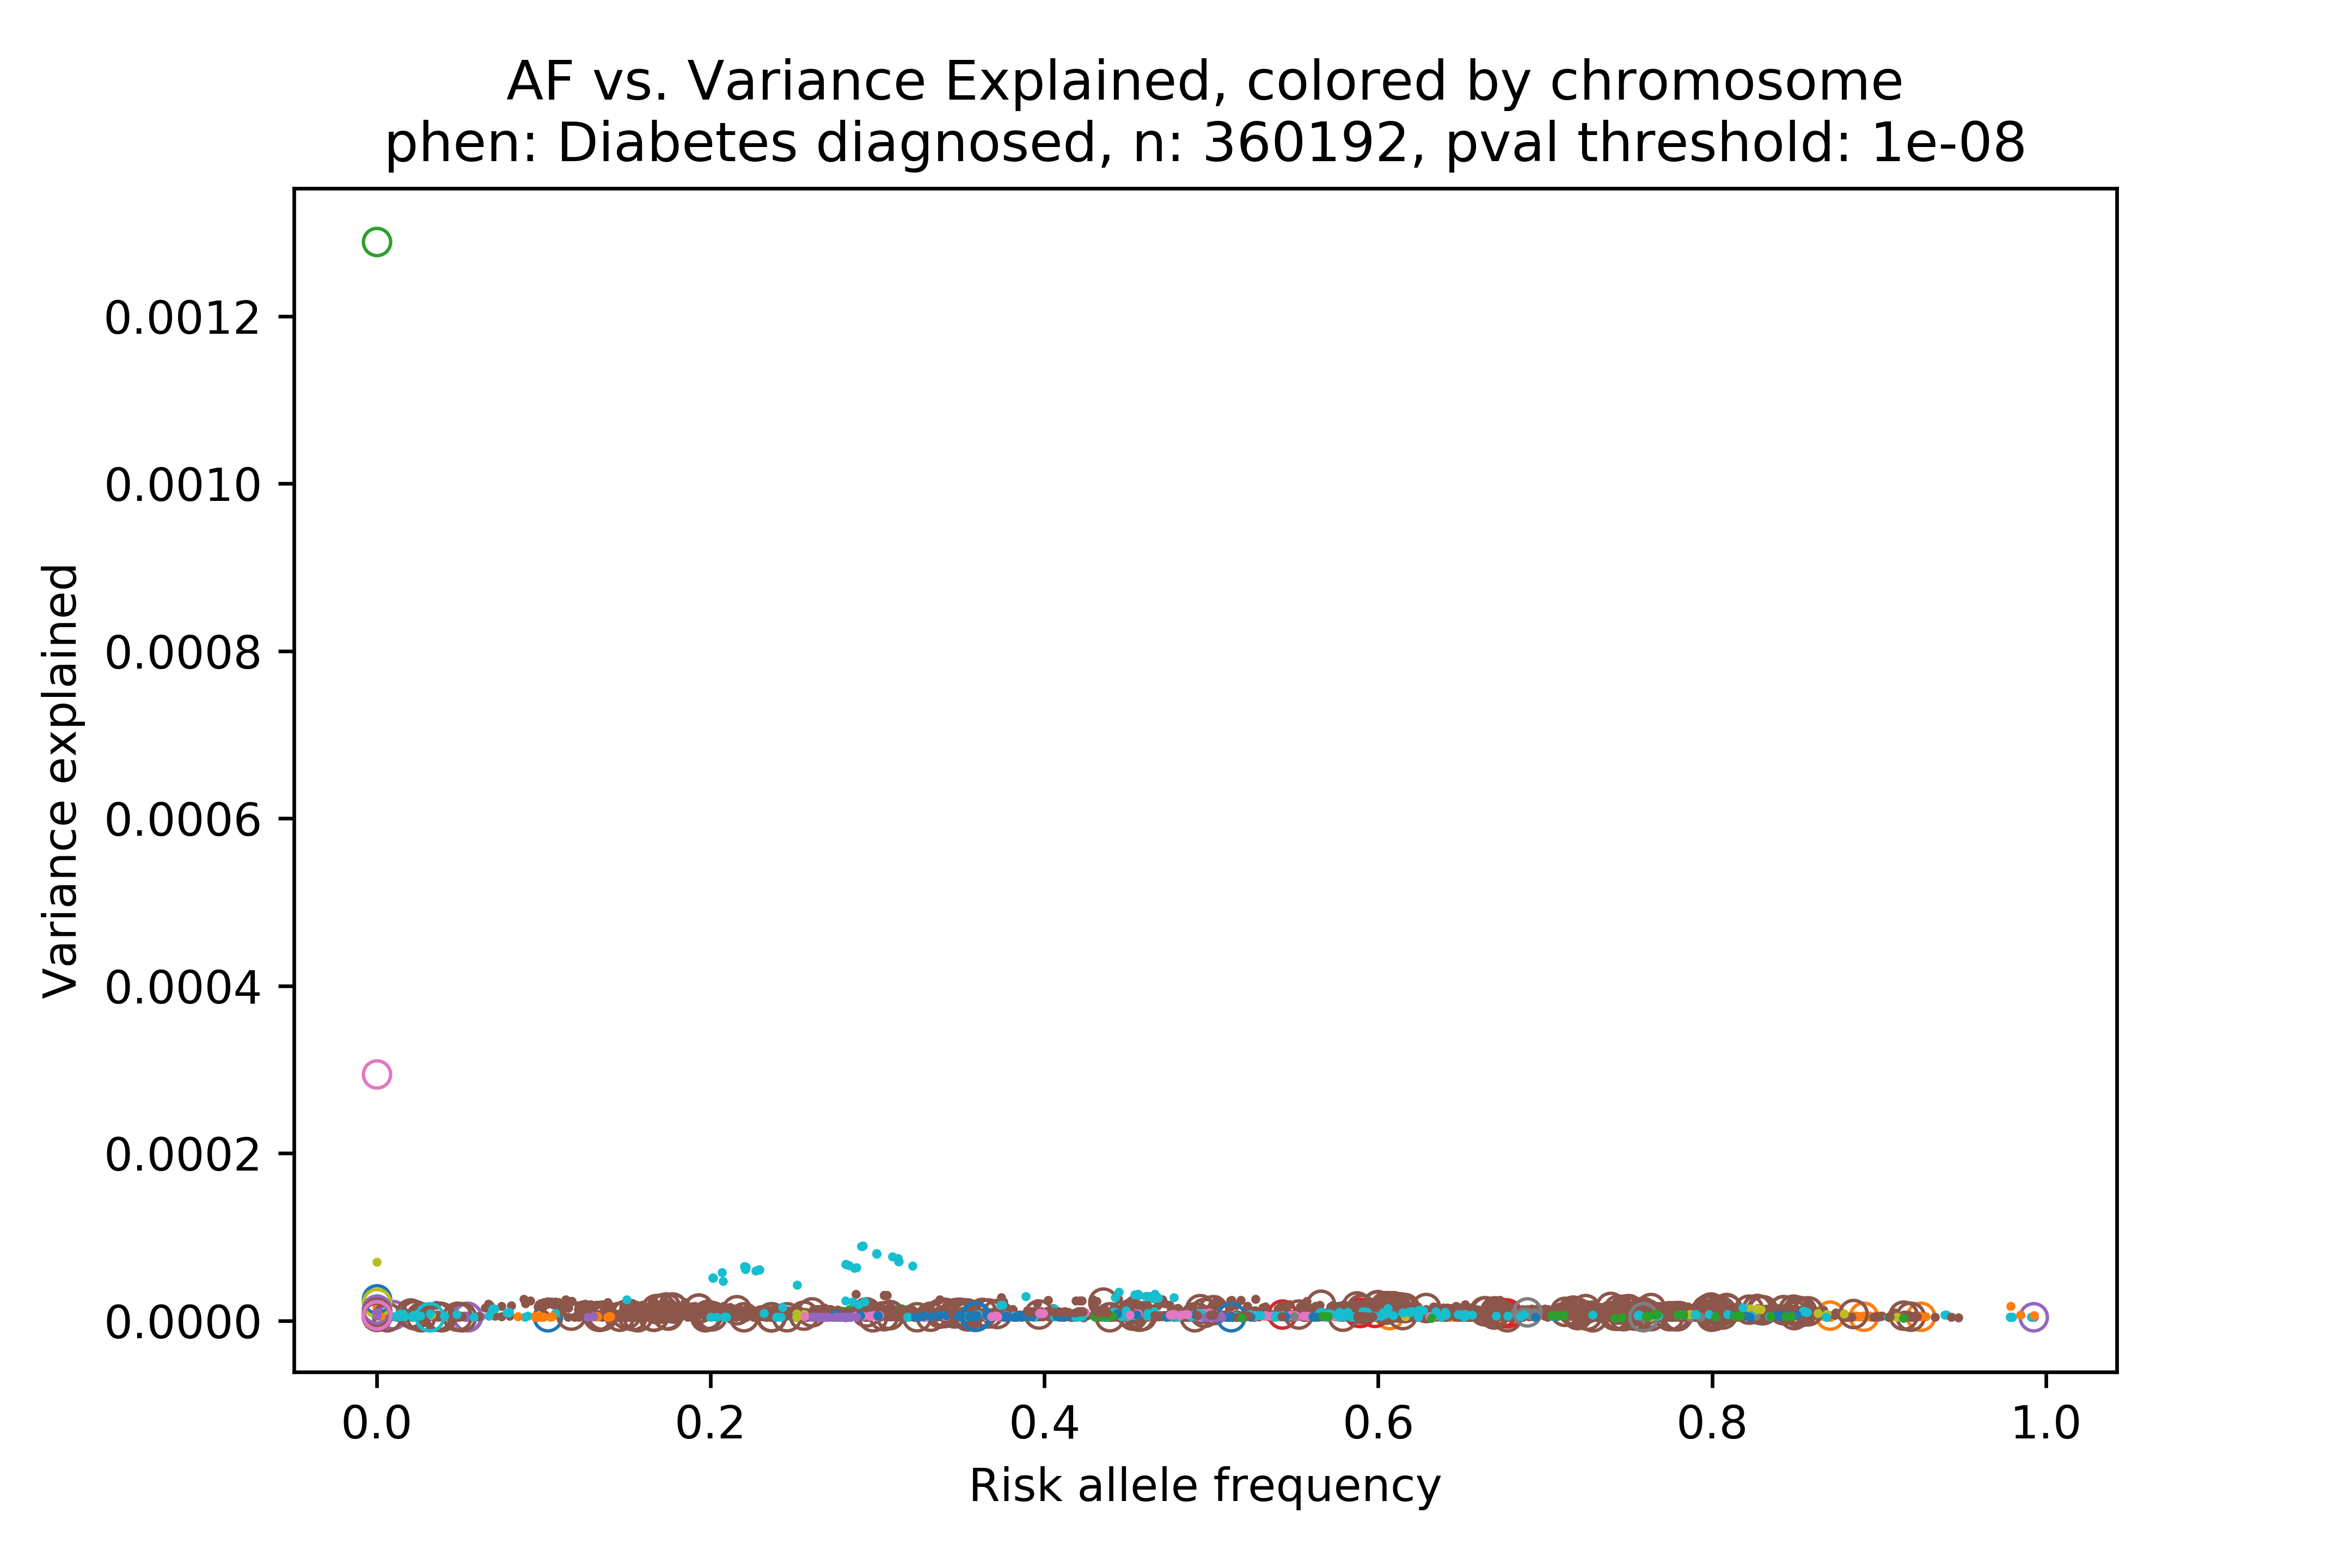 AF vs. Variance Explained, colored by chromosome
phen: Diabetes diagnosed, n: 360192, pval threshold: 1e-08
Variance explained
0.0012
0.0010
0.0008
0.0006
0.0004
0.0002
0.0000
0.0 0.2 0.4 0.6 0.8 1.0
Risk allele frequency